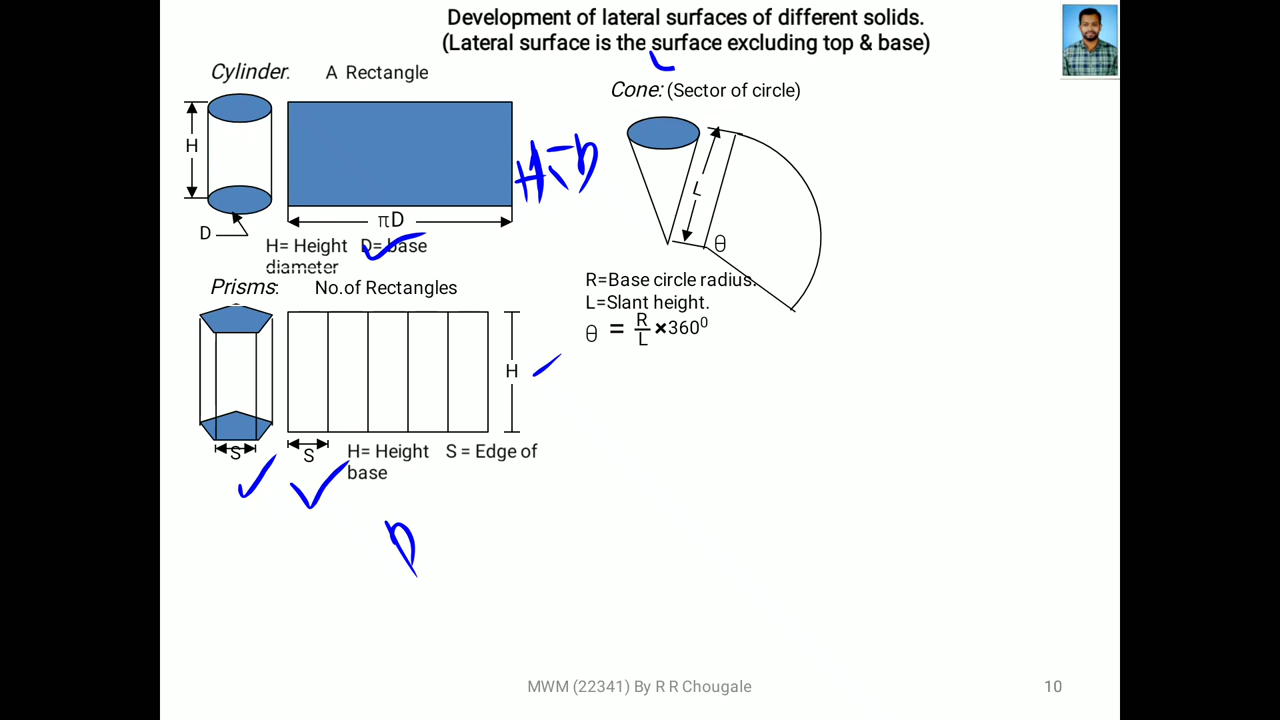 Development of lateral surfaces of different solids.
(Lateral surface is the surface excluding top & base)
Cylinder. A Rectangle
H
πD
D
H= Height D= base
diameter
Prisms: No.of Rectangles
H
S
S
H= Height S = Edge of
base
Cone: (Sector of circle)
L
θ
R=Base circle radius.
L=Slant height.
θ = R/L ×360⁰
MWM (22341) By R R Chougale
10